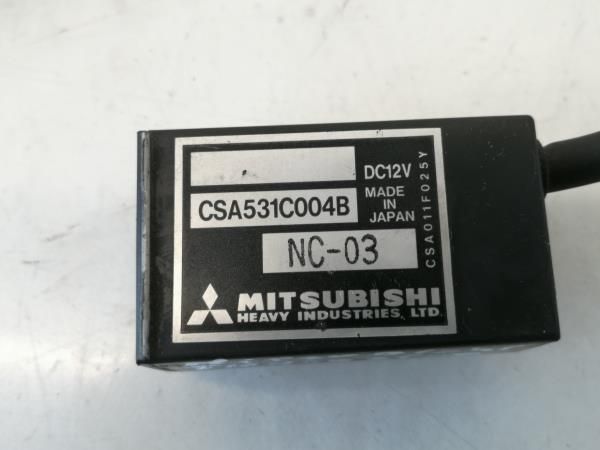 DC12V
CSA531C004B
MADE
IN
JAPAN
NC-03
CSA011F025Y
MITSUBISHI
HEAVY INDUSTRIES, LTD.